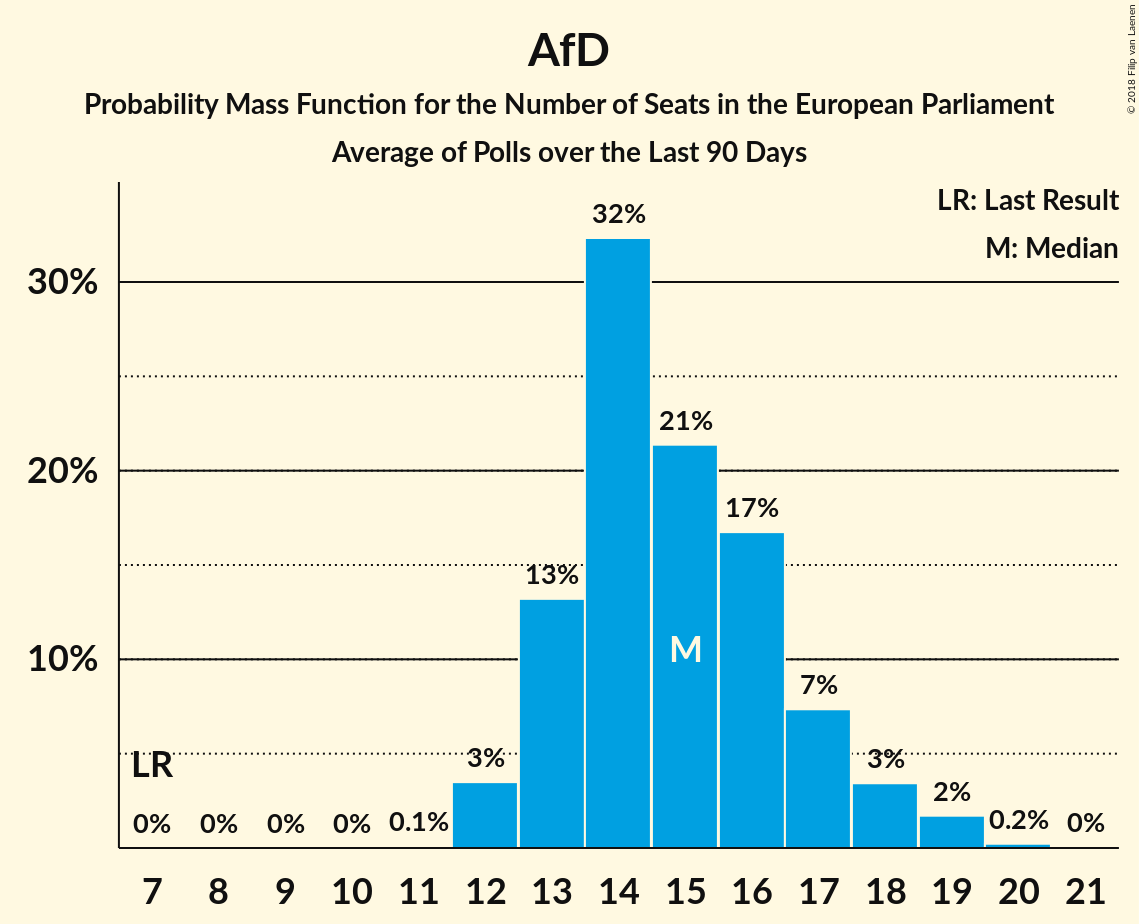 AfD
Probability Mass Function for the Number of Seats in the European Parliament
Average of Polls over the Last 90 Days
© 2018 Filip van Laenen
LR: Last Result
M: Median
30%
20%
10%
LR
0%
0%
0%
0%
0.1%
3%
13%
32%
21%
M
17%
7%
3%
2%
0.2%
0%
7 8 9 10 11 12 13 14 15 16 17 18 19 20 21